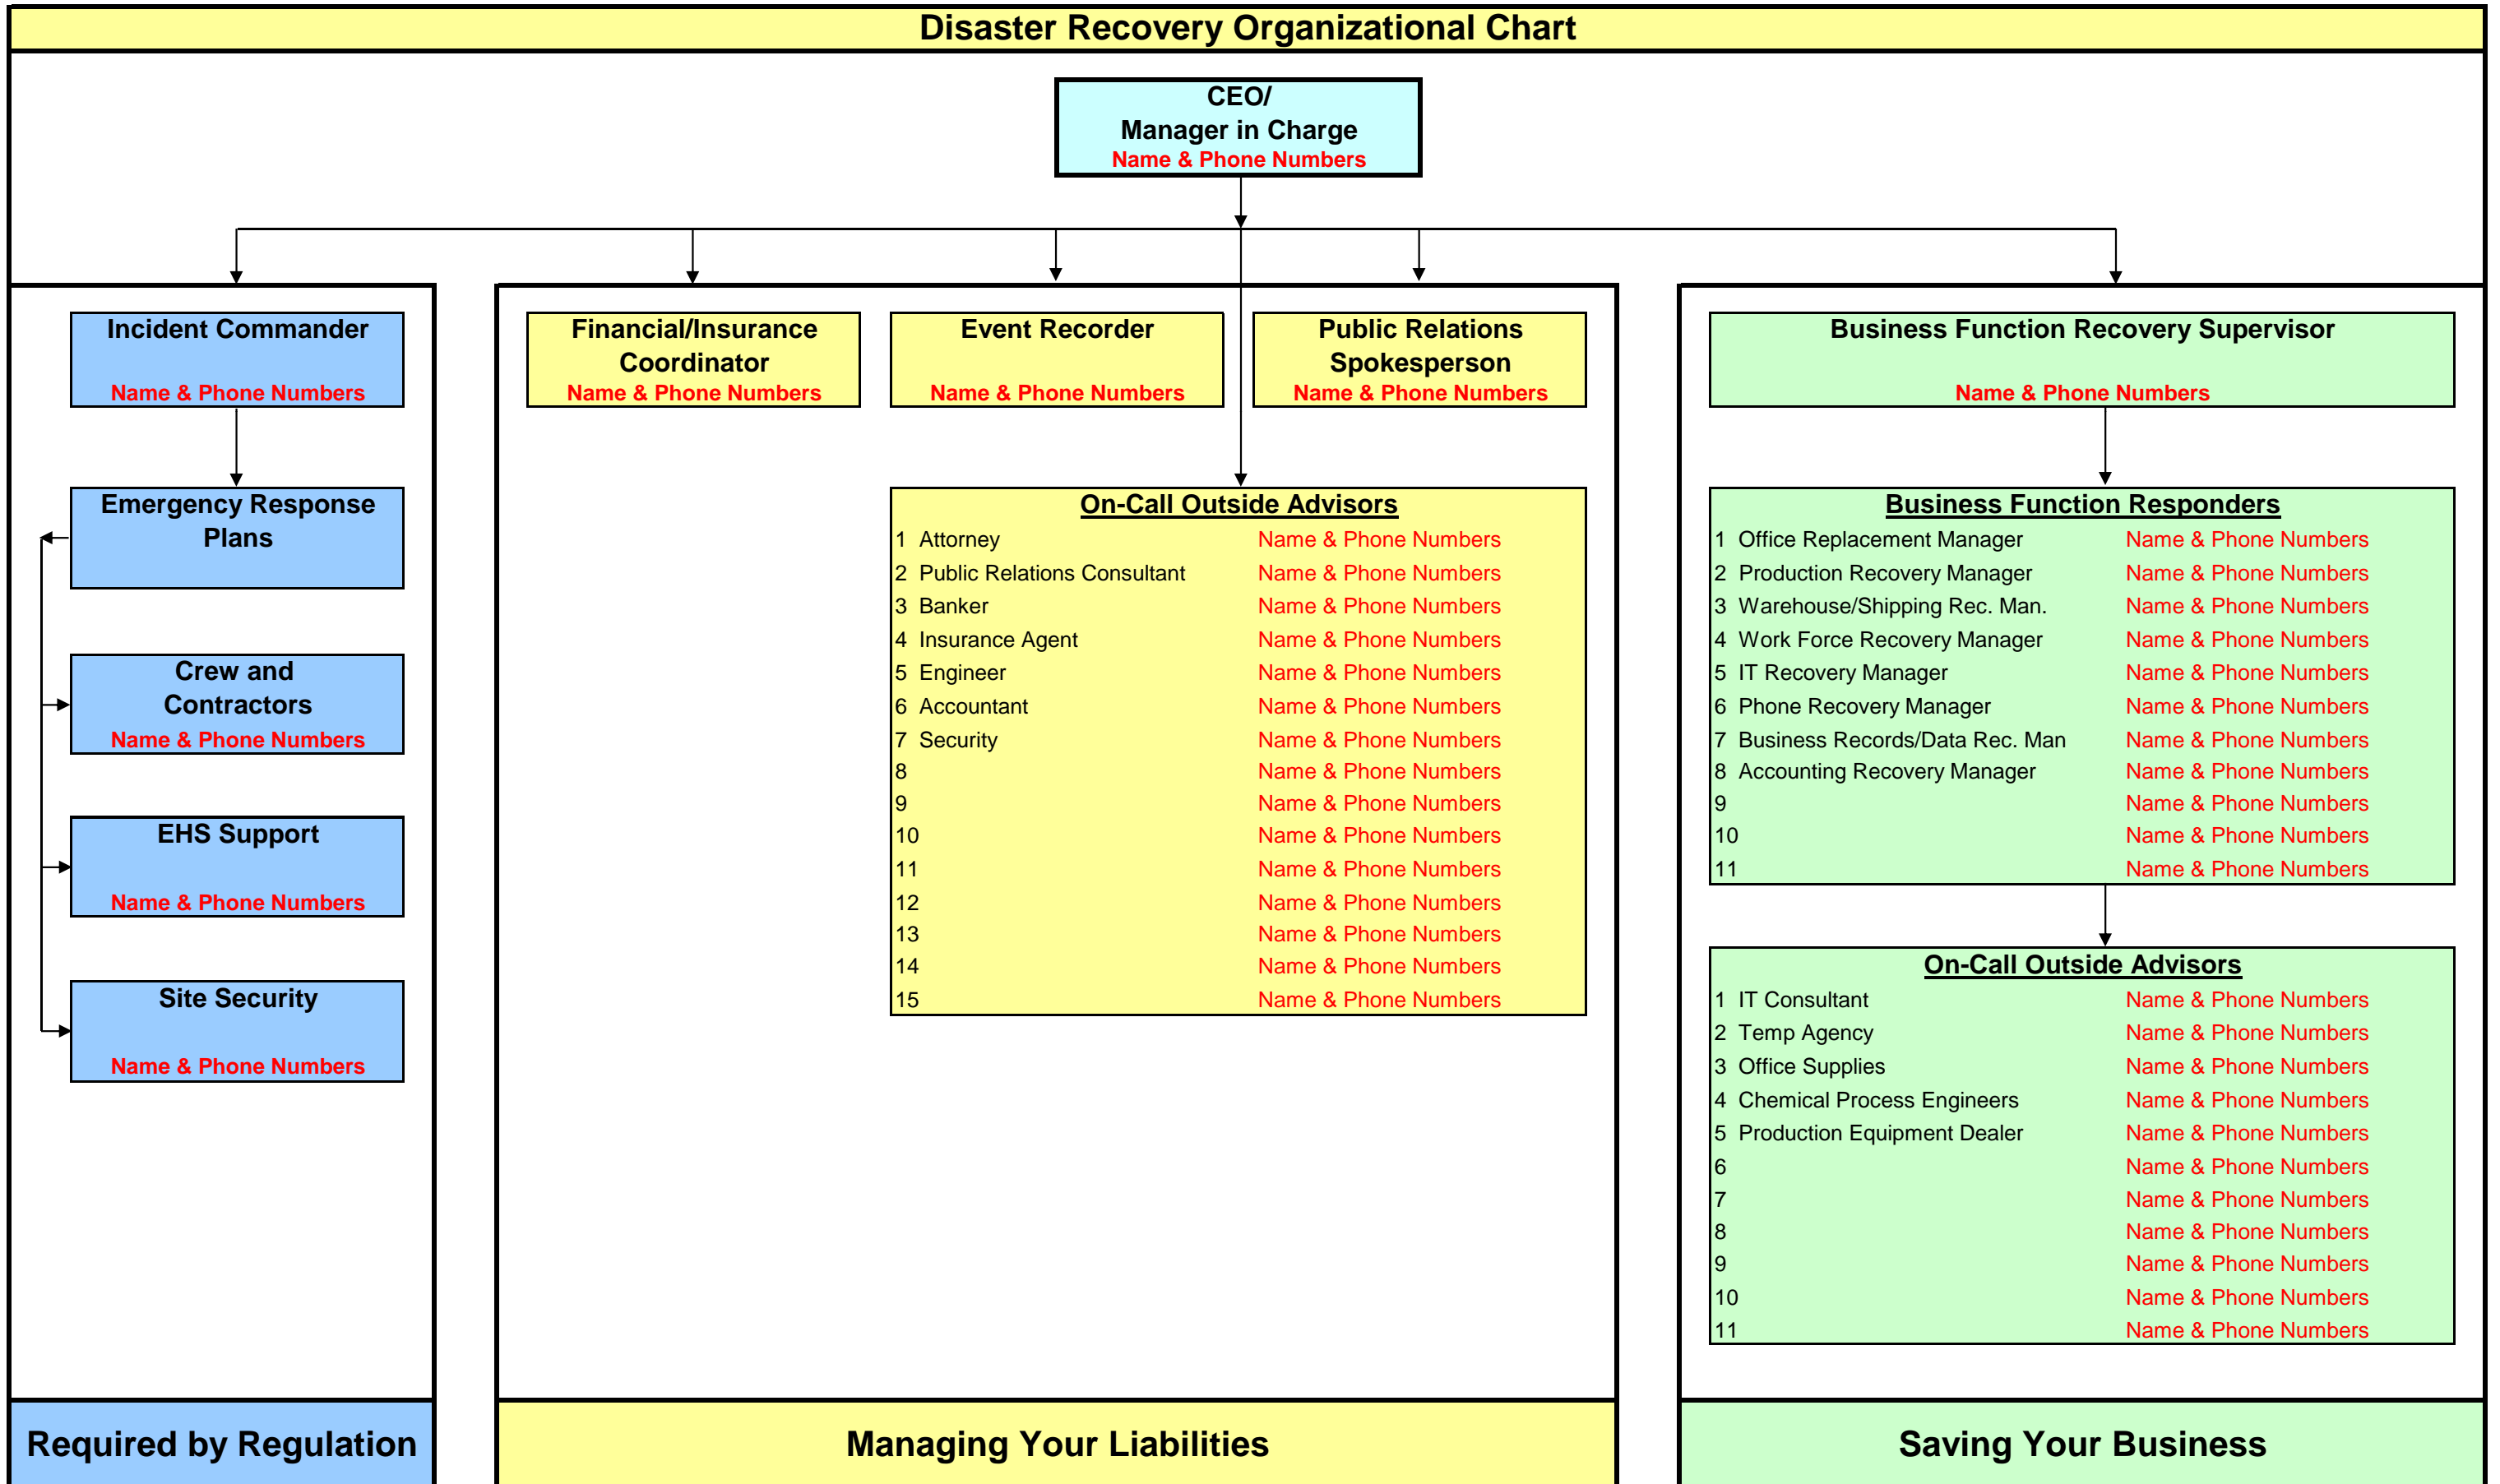 Disaster Recovery Organizational Chart
CEO/
Manager in Charge
Name & Phone Numbers
Incident Commander
Name & Phone Numbers
Emergency Response
Plans
Crew and
Contractors
Name & Phone Numbers
EHS Support
Name & Phone Numbers
Site Security
Name & Phone Numbers
Required by Regulation
Financial/Insurance
Coordinator
Name & Phone Numbers
Event Recorder
Name & Phone Numbers
Public Relations
Spokesperson
Name & Phone Numbers
On-Call Outside Advisors
1 Attorney Name & Phone Numbers
2 Public Relations Consultant Name & Phone Numbers
3 Banker Name & Phone Numbers
4 Insurance Agent Name & Phone Numbers
5 Engineer Name & Phone Numbers
6 Accountant Name & Phone Numbers
7 Security Name & Phone Numbers
8 Name & Phone Numbers
9 Name & Phone Numbers
10 Name & Phone Numbers
11 Name & Phone Numbers
12 Name & Phone Numbers
13 Name & Phone Numbers
14 Name & Phone Numbers
15 Name & Phone Numbers
Managing Your Liabilities
Business Function Recovery Supervisor
Name & Phone Numbers
Business Function Responders
1 Office Replacement Manager Name & Phone Numbers
2 Production Recovery Manager Name & Phone Numbers
3 Warehouse/Shipping Rec. Man. Name & Phone Numbers
4 Work Force Recovery Manager Name & Phone Numbers
5 IT Recovery Manager Name & Phone Numbers
6 Phone Recovery Manager Name & Phone Numbers
7 Business Records/Data Rec. Man Name & Phone Numbers
8 Accounting Recovery Manager Name & Phone Numbers
9 Name & Phone Numbers
10 Name & Phone Numbers
11 Name & Phone Numbers
On-Call Outside Advisors
1 IT Consultant Name & Phone Numbers
2 Temp Agency Name & Phone Numbers
3 Office Supplies Name & Phone Numbers
4 Chemical Process Engineers Name & Phone Numbers
5 Production Equipment Dealer Name & Phone Numbers
6 Name & Phone Numbers
7 Name & Phone Numbers
8 Name & Phone Numbers
9 Name & Phone Numbers
10 Name & Phone Numbers
11 Name & Phone Numbers
Saving Your Business